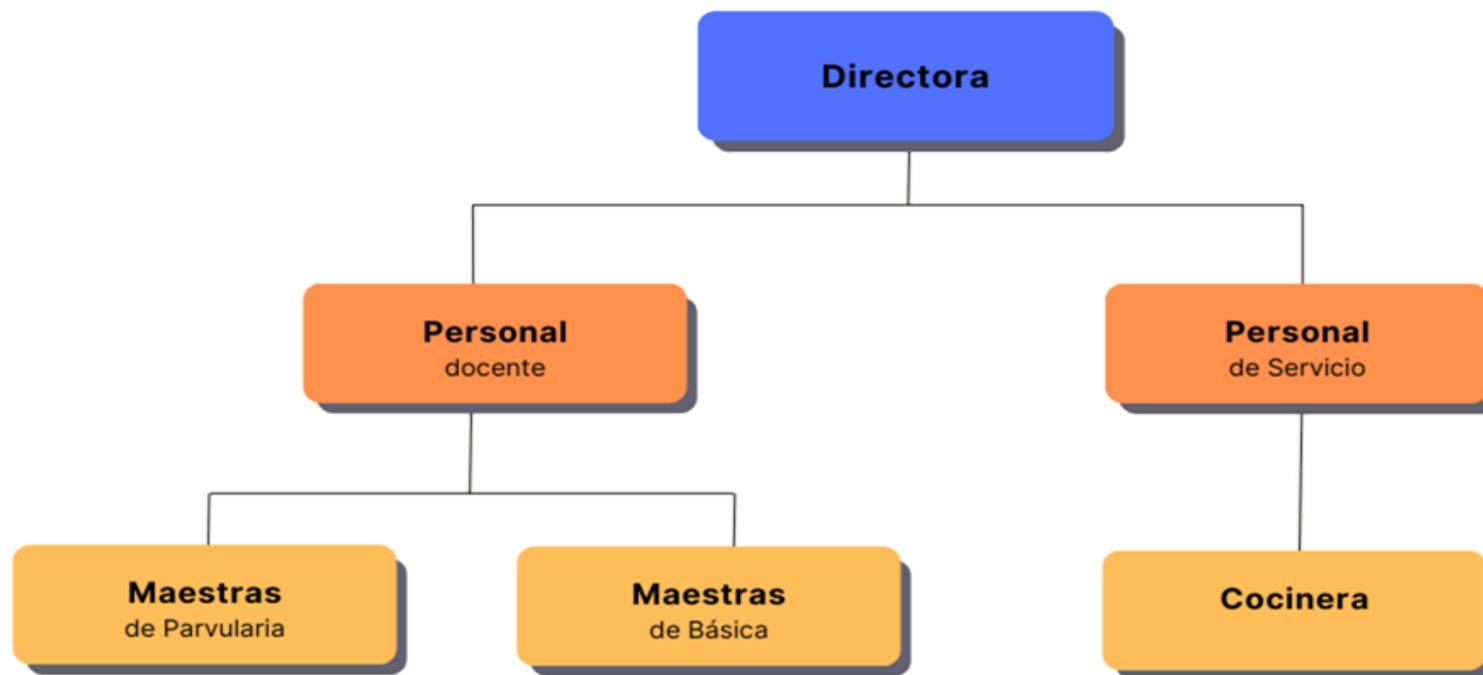 Directora
Personal
docente
Personal
de Servicio
Maestras
de Parvularia
Maestras
de Básica
Cocinera